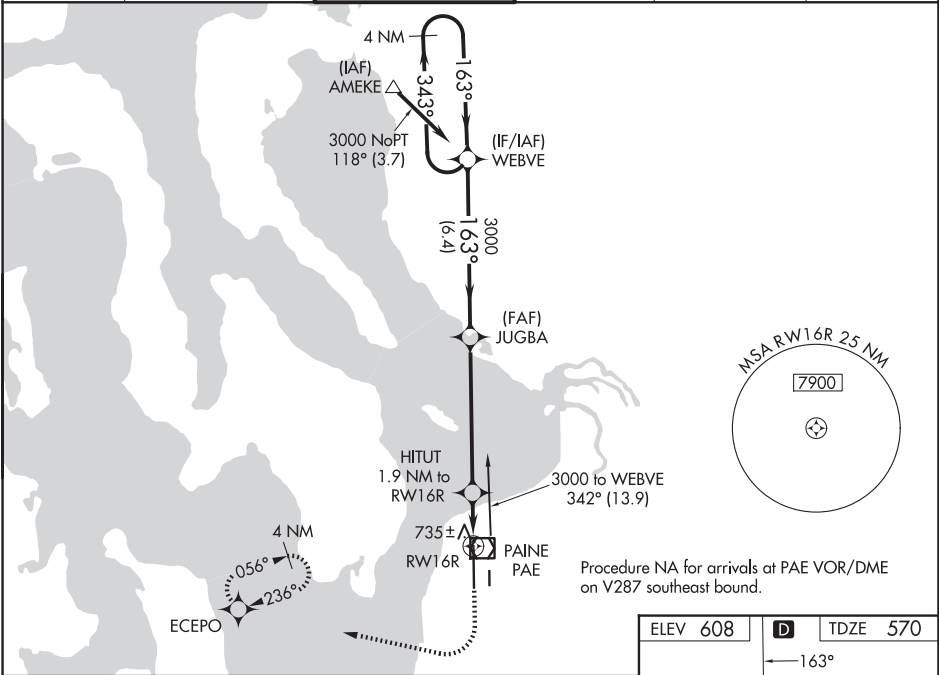 4 NM
(IAF)
AMEKE
343°
163°
3000 NoPT
118° (3.7)
(IF/IAF)
WEBVE
3000
163°
(6.4)
(FAF)
JUGBA
MSA RW16R 25 NM
7900
HITUT
1.9 NM to
RW16R
3000 to WEBVE
342° (13.9)
735±
RW16R
PAINE
PAE
4 NM
056°
236°
ECEPO
Procedure NA for arrivals at PAE VOR/DME
on V287 southeast bound.
ELEV 608
D
TDZE 570
163°